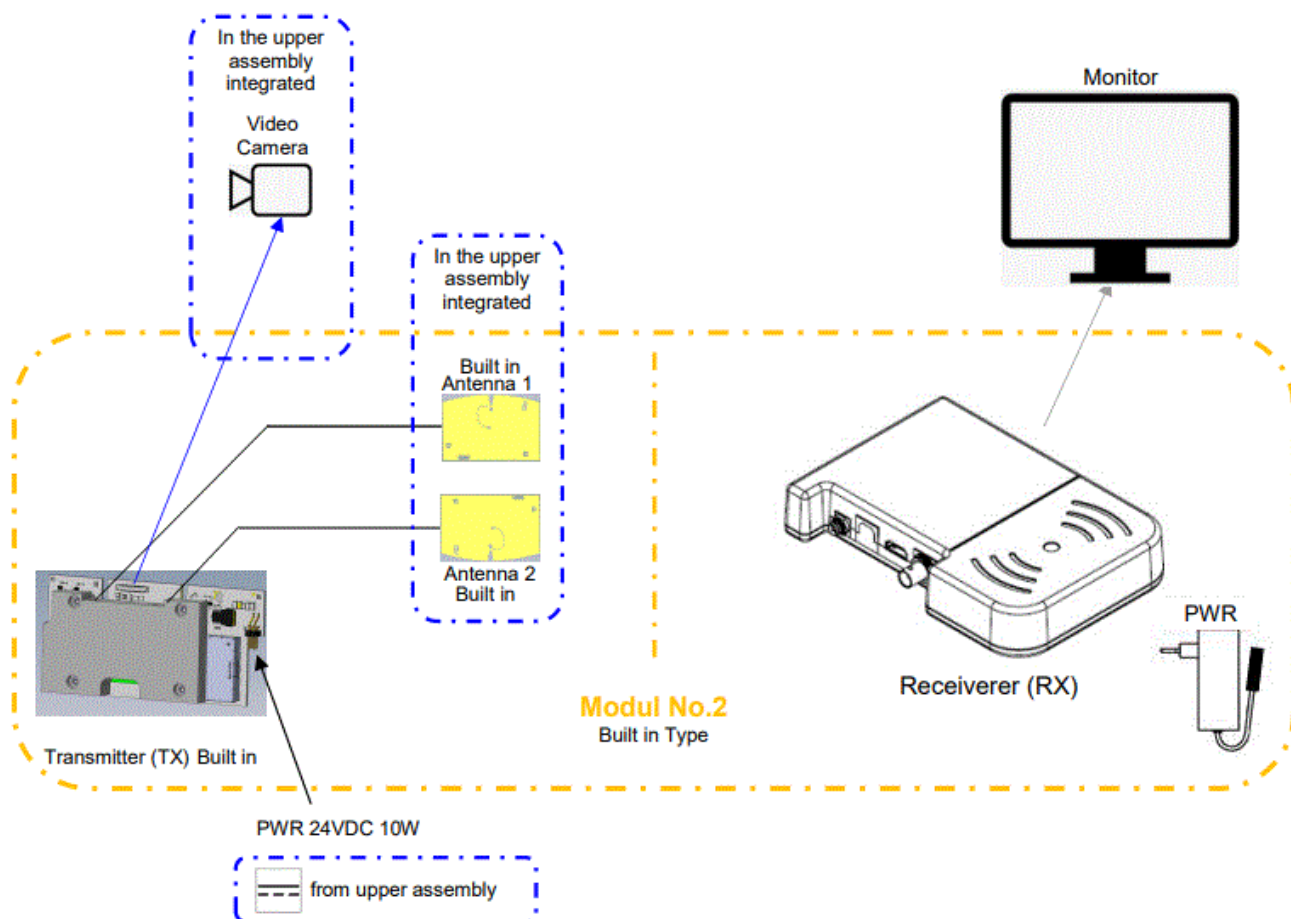 In the upper
assembly
integrated
Video
Camera
Monitor
In the upper
assembly
integrated
Built in
Antenna 1
Antenna 2
Built in
PWR
Receiverer (RX)
Modul No.2
Built in Type
Transmitter (TX) Built in
PWR 24VDC 10W
from upper assembly